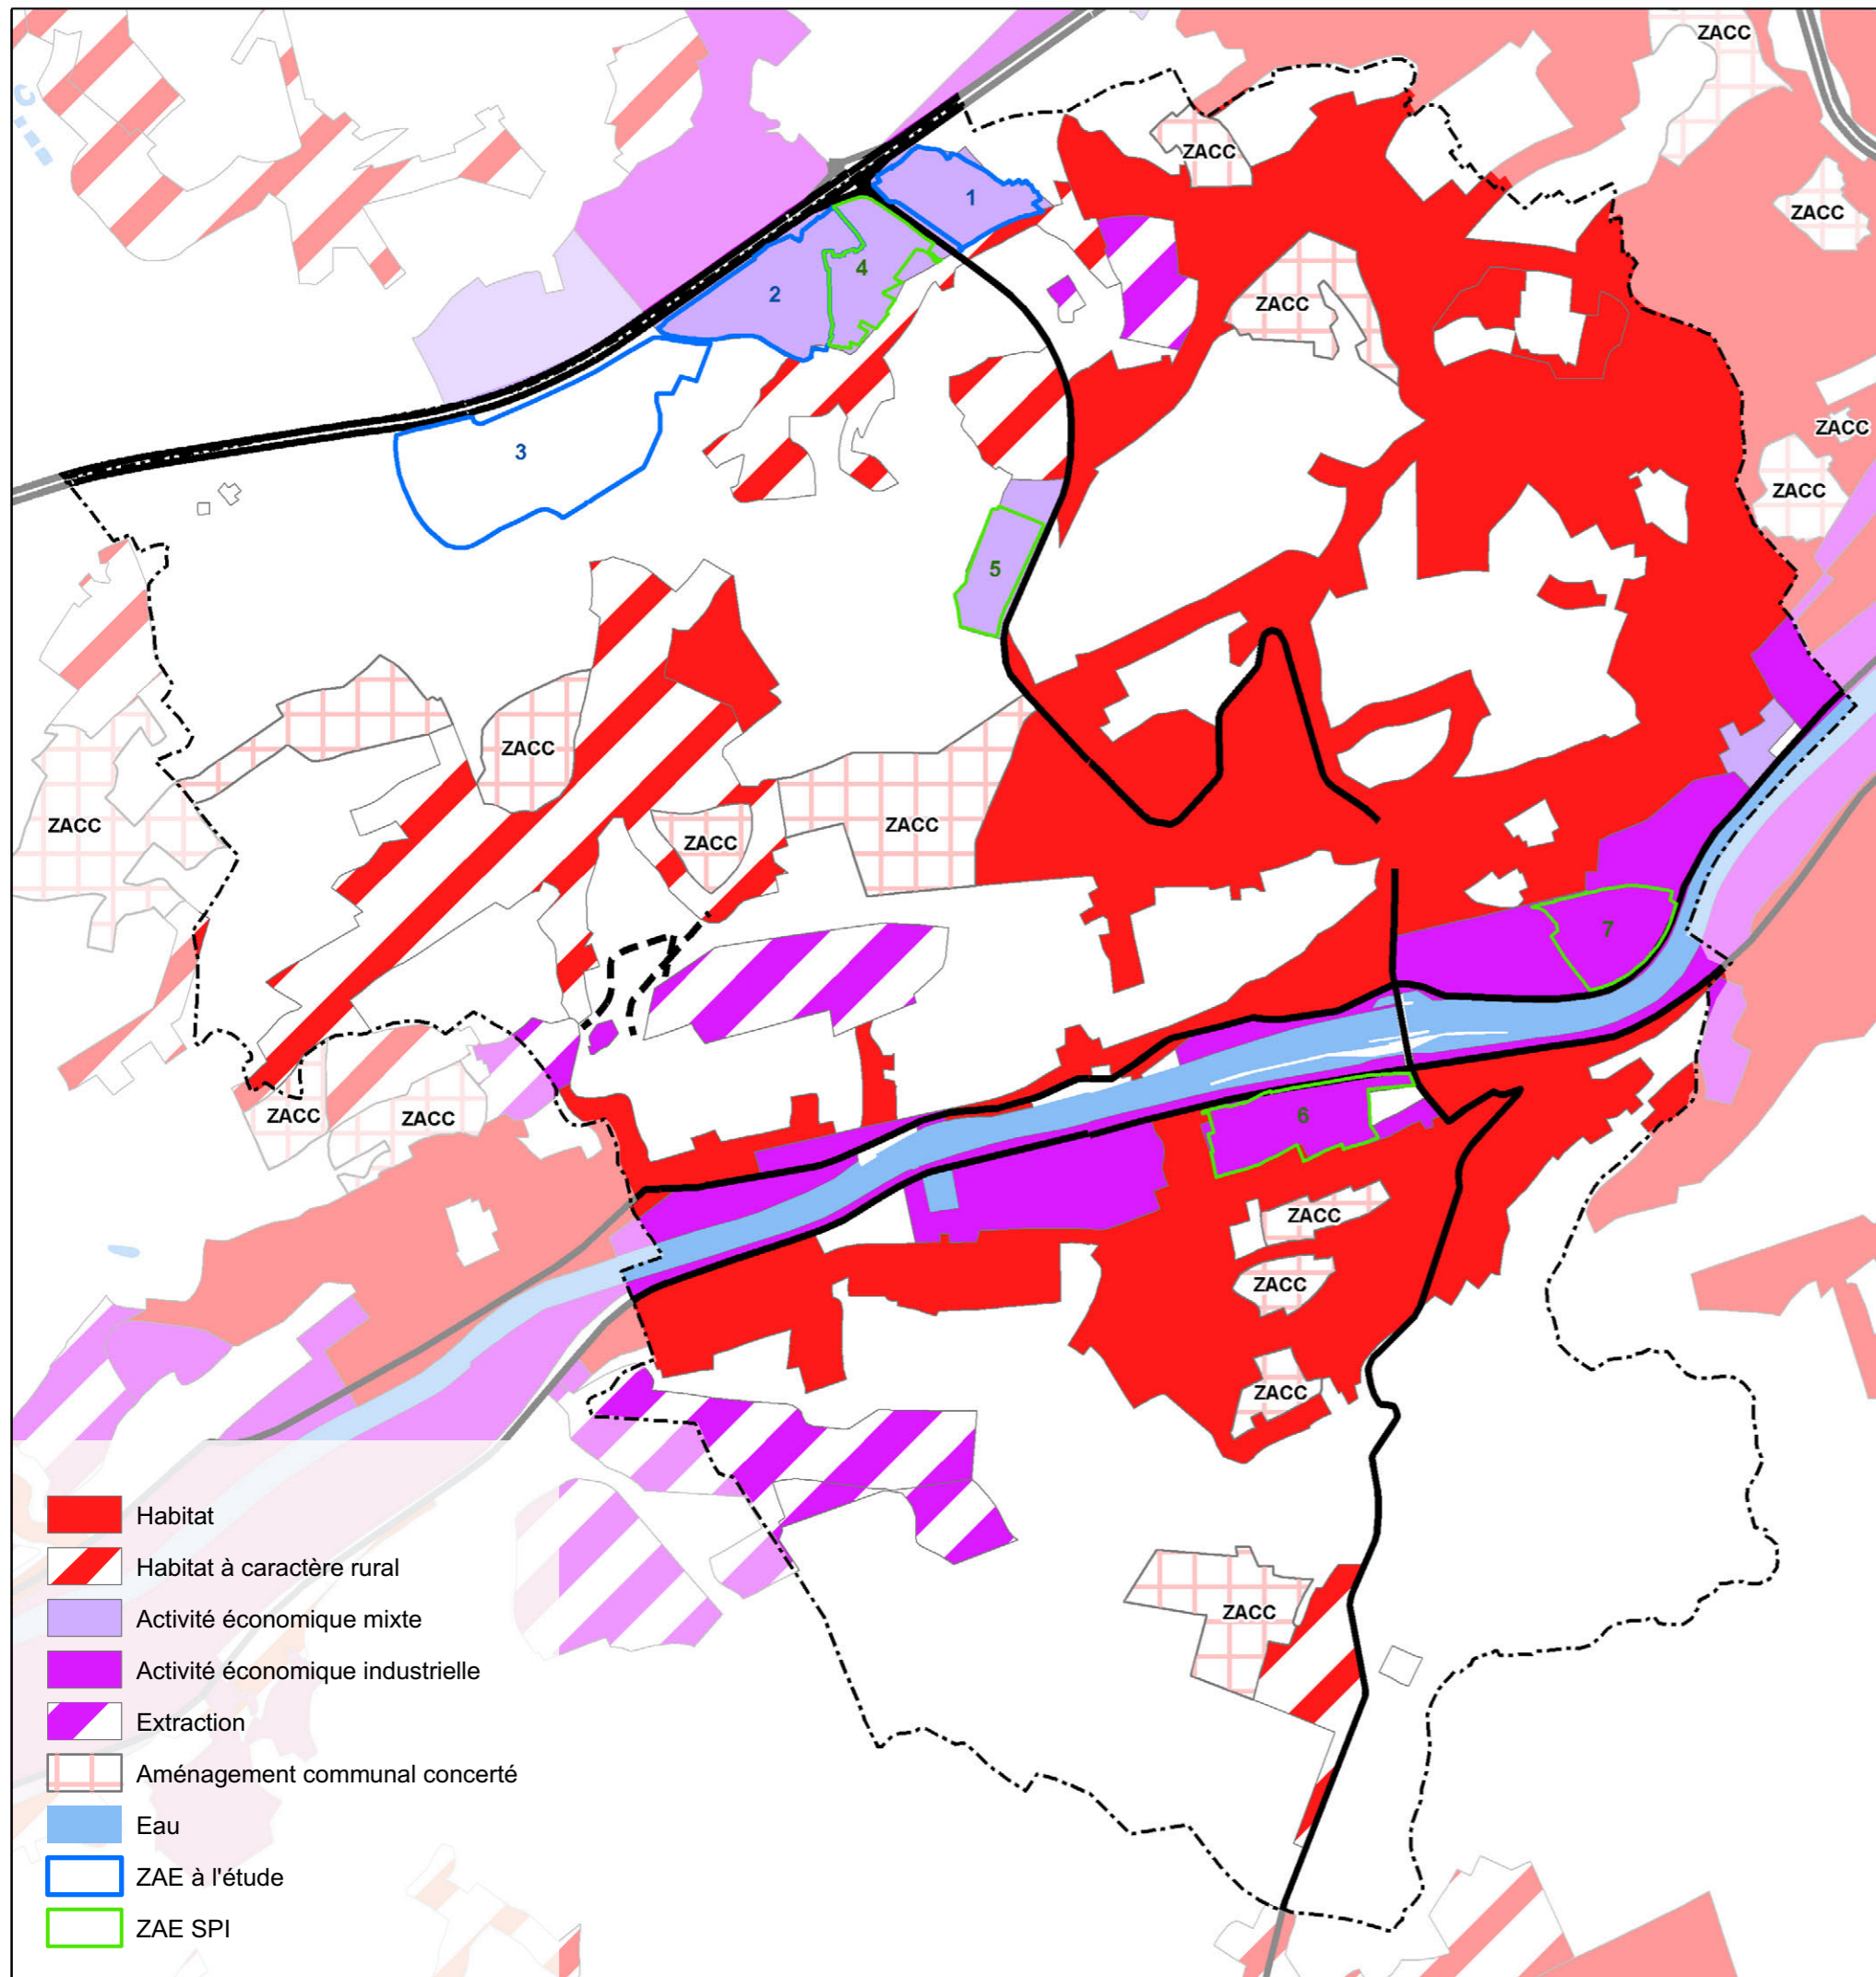 ZACC
ZACC
1
ZACC
4
2
ZACC
ZACC
3
ZACC
5
ZACC
ZACC
ZACC
ZACC
ZACC
7
ZACC
ZACC
6
ZACC
ZACC
ZACC
ZACC
Habitat
Habitat à caractère rural
Activité économique mixte
Activité économique industrielle
Extraction
Aménagement communal concerté
Eau
ZAE à l'étude
ZAE SPI